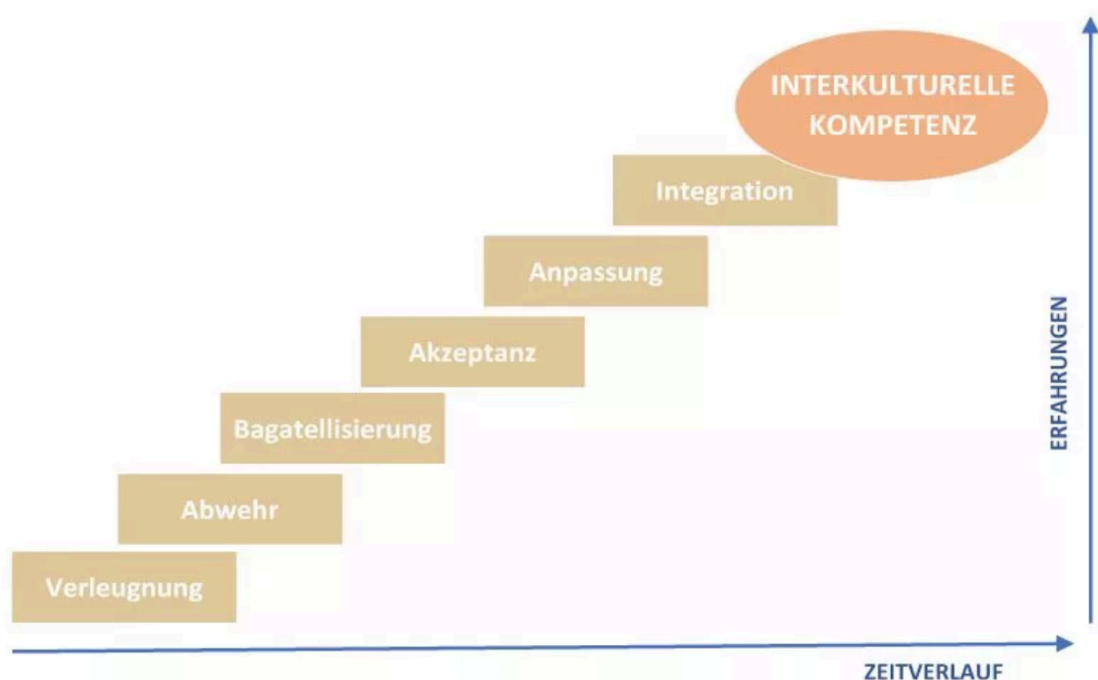 INTERKULTURELLE
KOMPETENZ
Integration
Anpassung
Akzeptanz
Bagatellisierung
Abwehr
Verleugnung
ERFAHRUNGEN
ZEITVERLAUF